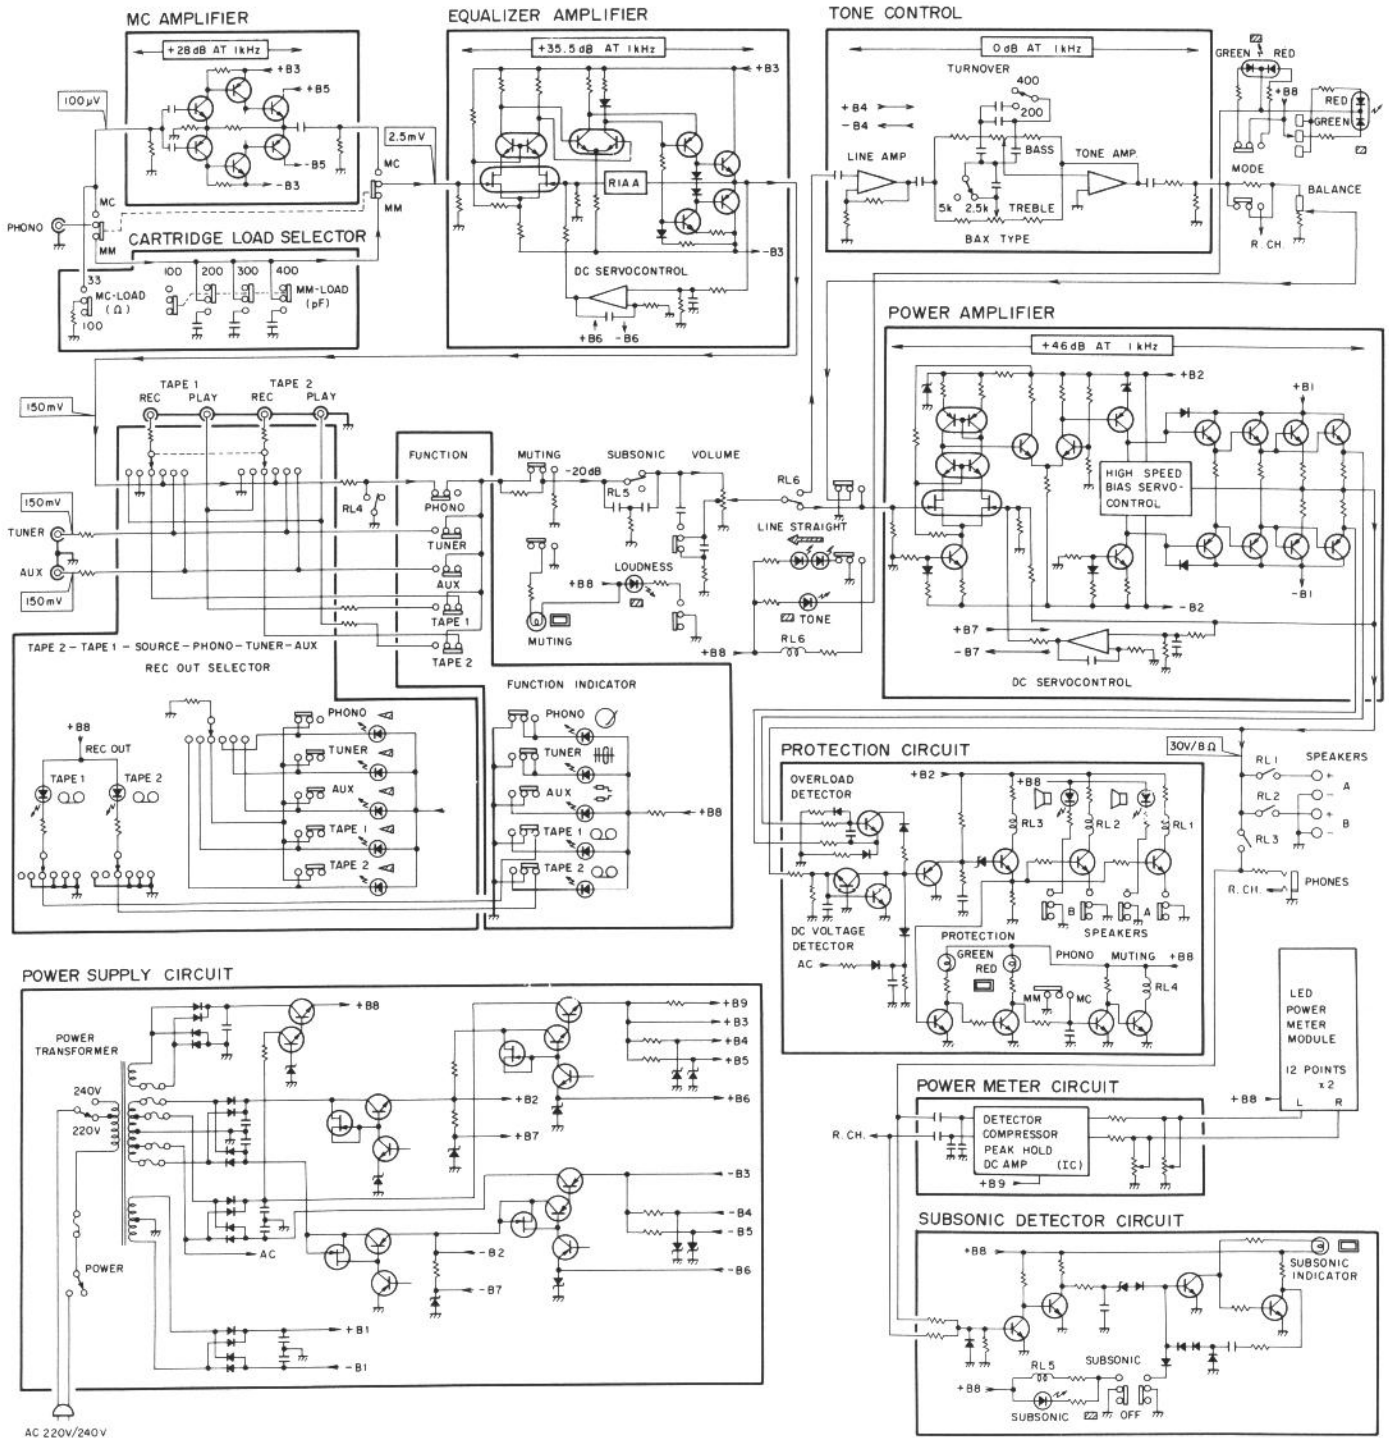 MC AMPLIFIER
+28dB AT 1kHz
+B3
+B5
100µV
-B5
-B3
MC
MM
MC
PHONO
MM
CARTRIDGE LOAD SELECTOR
33
MC-LOAD
(Ω)
100
100
200
300
400
MM-LOAD
(pF)
EQUALIZER AMPLIFIER
+35.5dB AT 1kHz
+B3
2.5mV
RIAA
-B3
DC SERVOCONTROL
+B6 -B6
TONE CONTROL
0dB AT 1kHz
TURNOVER
400
200
+B4
-B4
BASS
LINE AMP
TONE AMP.
5k
2.5k
TREBLE
BAX TYPE
GREEN RED
+B8
RED
GREEN
MODE
BALANCE
R. CH.
POWER AMPLIFIER
+46dB AT 1kHz
+B2
+B1
HIGH SPEED
BIAS SERVO-
CONTROL
-B1
-B2
+B7
-B7
DC SERVOCONTROL
150mV
TAPE 1
TAPE 2
REC PLAY REC PLAY
150mV
TUNER
AUX
150mV
RL4
FUNCTION
PHONO
TUNER
AUX
TAPE 1
TAPE 2
MUTING
-20dB
SUBSONIC
RL5
VOLUME
RL6
LINE STRAIGHT
LOUDNESS
+B8
MUTING
TONE
+B8
RL6
TAPE 2 - TAPE 1 - SOURCE - PHONO - TUNER - AUX
REC OUT SELECTOR
+B8
REC OUT
TAPE 1
TAPE 2
PHONO
TUNER
AUX
TAPE 1
TAPE 2
FUNCTION INDICATOR
PHONO
TUNER
AUX
+B8
TAPE 1
TAPE 2
PROTECTION CIRCUIT
OVERLOAD
DETECTOR
+B2
+B8
RL3
RL2
RL1
DC VOLTAGE
DETECTOR
B
A
SPEAKERS
AC
PROTECTION
GREEN
RED
PHONO MUTING +B8
MM
MC
RL4
30V/8Ω
RL1
SPEAKERS
+
A
-
RL2
+
B
-
RL3
PHONES
R. CH.
LED
POWER
METER
MODULE
12 POINTS
x2
L R
+B8
POWER METER CIRCUIT
R. CH.
DETECTOR
COMPRESSOR
PEAK HOLD
DC AMP (IC)
+B9
SUBSONIC DETECTOR CIRCUIT
+B8
SUBSONIC
INDICATOR
RL5
SUBSONIC
+B8
SUBSONIC
OFF
POWER SUPPLY CIRCUIT
+B8
POWER
TRANSFORMER
240V
220V
+B9
+B3
+B4
+B5
+B2
+B6
+B7
-B3
-B4
-B5
-B2
-B6
-B7
AC
POWER
+B1
-B1
AC 220V/240V